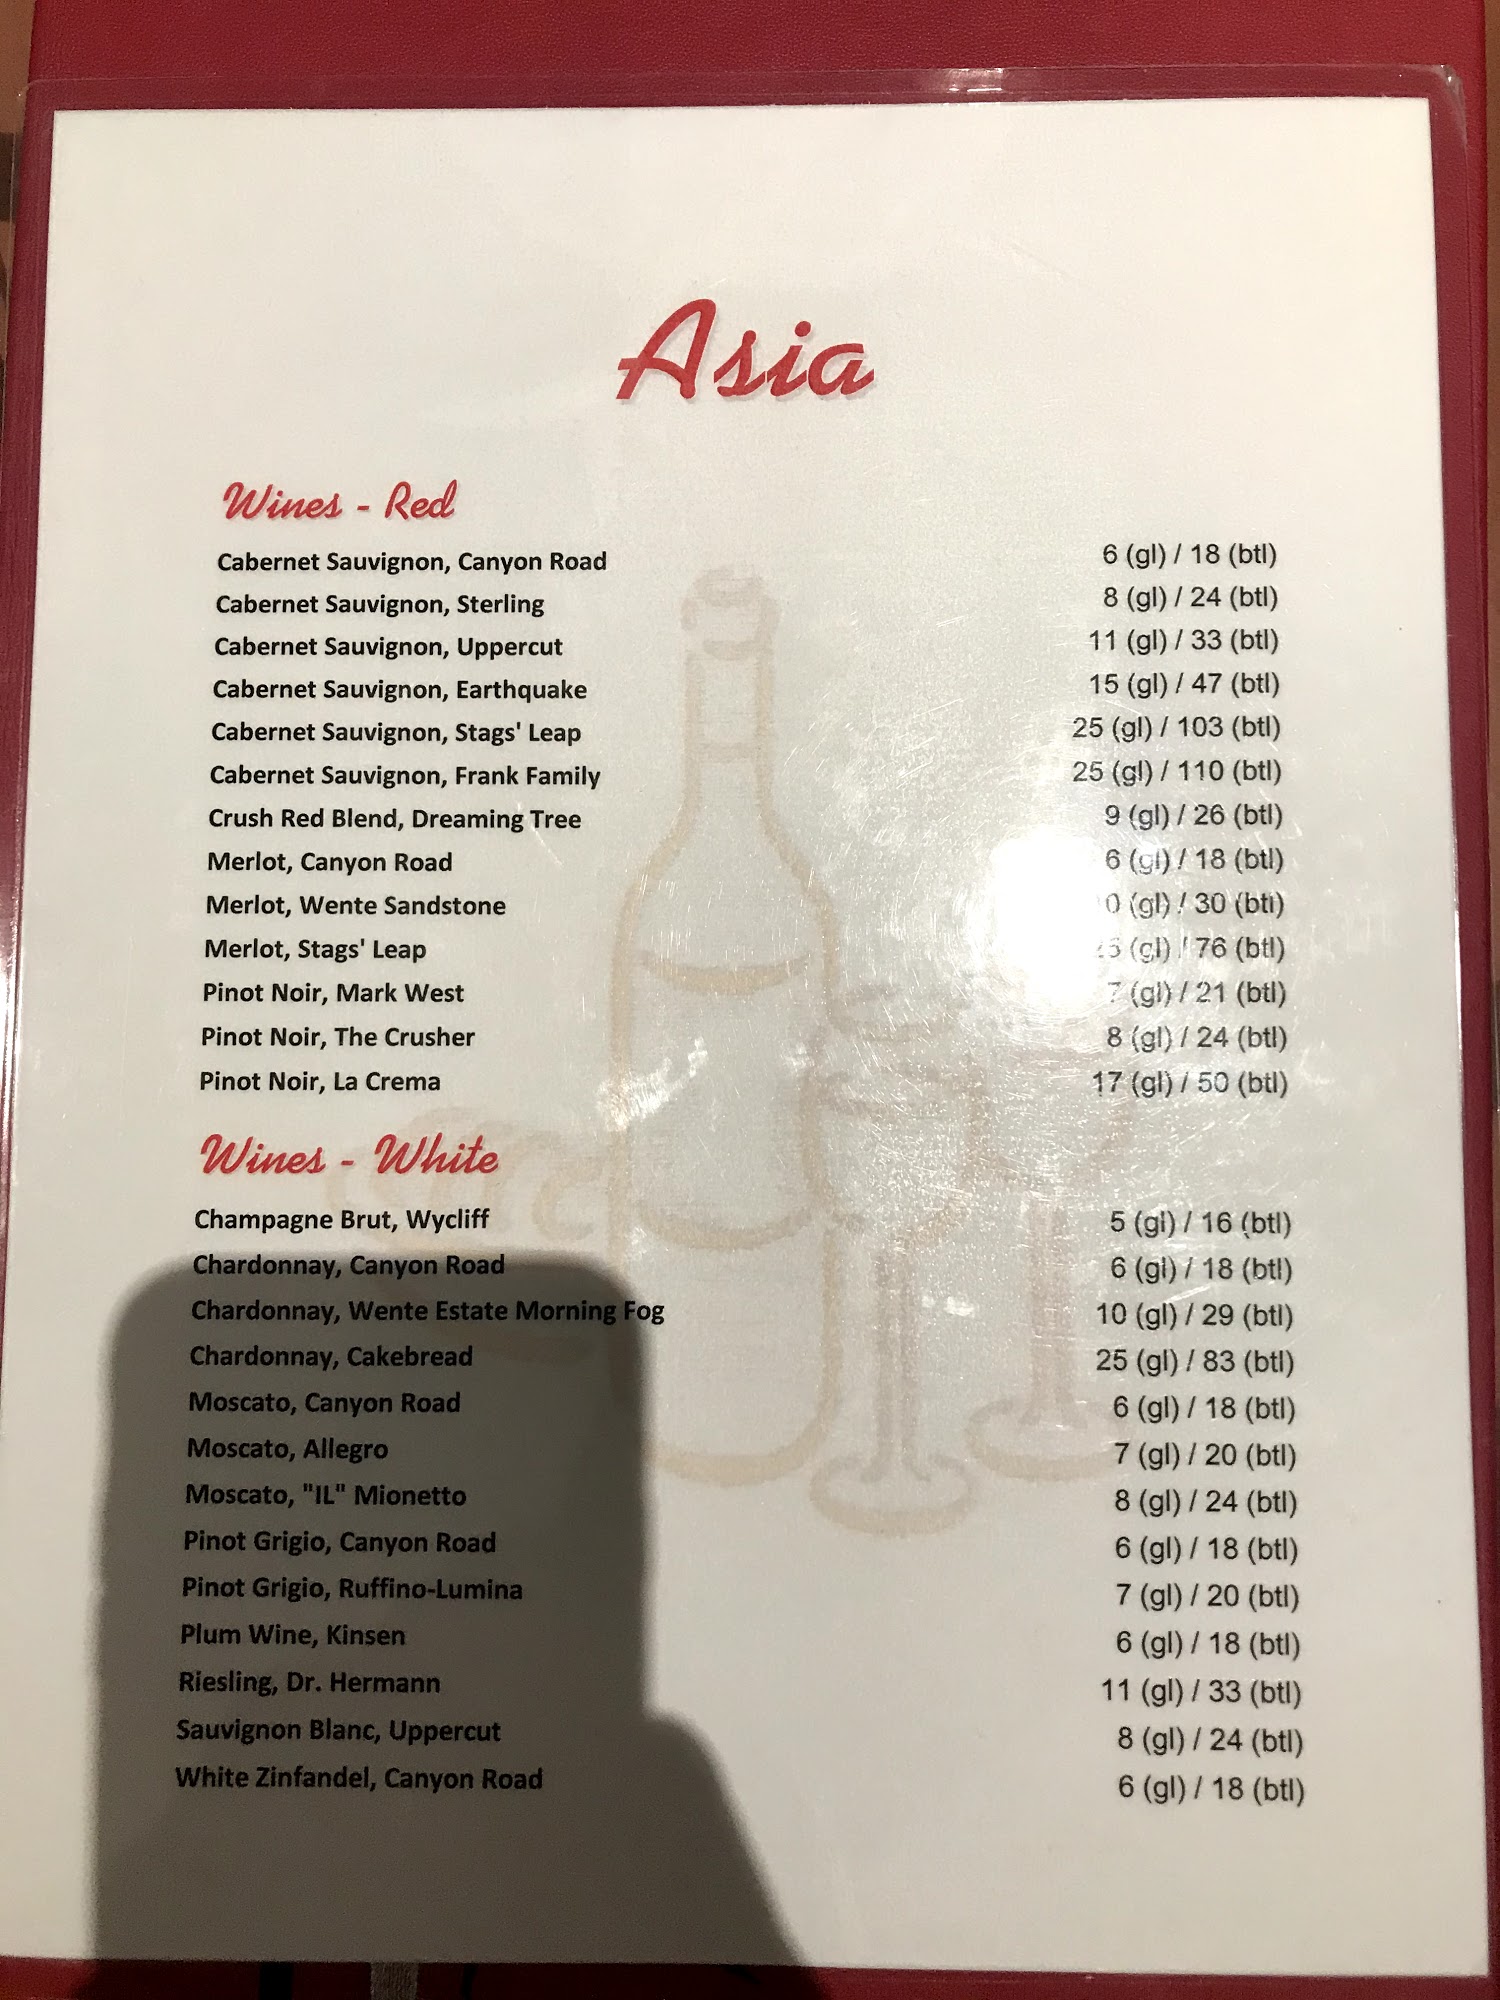 Asia
Wines - Red
Cabernet Sauvignon, Canyon Road 6 (gl) / 18 (btl)
Cabernet Sauvignon, Sterling 8 (gl) / 24 (btl)
Cabernet Sauvignon, Uppercut 11 (gl) / 33 (btl)
Cabernet Sauvignon, Earthquake 15 (gl) / 47 (btl)
Cabernet Sauvignon, Stags' Leap 25 (gl) / 103 (btl)
Cabernet Sauvignon, Frank Family 25 (gl) / 110 (btl)
Crush Red Blend, Dreaming Tree 9 (gl) / 26 (btl)
Merlot, Canyon Road 6 (gl) / 18 (btl)
Merlot, Wente Sandstone (gl) / 30 (btl)
Merlot, Stags' Leap (gl) / 76 (btl)
Pinot Noir, Mark West 7 (gl) / 21 (btl)
Pinot Noir, The Crusher 8 (gl) / 24 (btl)
Pinot Noir, La Crema 17 (gl) / 50 (btl)
Wines - White
Champagne Brut, Wycliff 5 (gl) / 16 (btl)
Chardonnay, Canyon Road 6 (gl) / 18 (btl)
Chardonnay, Wente Estate Morning Fog 10 (gl) / 29 (btl)
Chardonnay, Cakebread 25 (gl) / 83 (btl)
Moscato, Canyon Road 6 (gl) / 18 (btl)
Moscato, Allegro 7 (gl) / 20 (btl)
Moscato, "IL" Mionetto 8 (gl) / 24 (btl)
Pinot Grigio, Canyon Road 6 (gl) / 18 (btl)
Pinot Grigio, Ruffino-Lumina 7 (gl) / 20 (btl)
Plum Wine, Kinsen 6 (gl) / 18 (btl)
Riesling, Dr. Hermann 11 (gl) / 33 (btl)
Sauvignon Blanc, Uppercut 8 (gl) / 24 (btl)
White Zinfandel, Canyon Road 6 (gl) / 18 (btl)